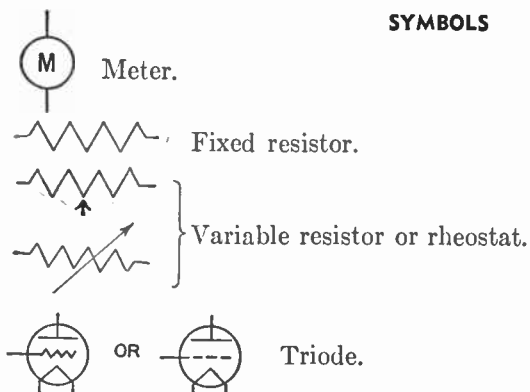 SYMBOLS
M Meter.
Fixed resistor.
Variable resistor or rheostat.
OR Triode.